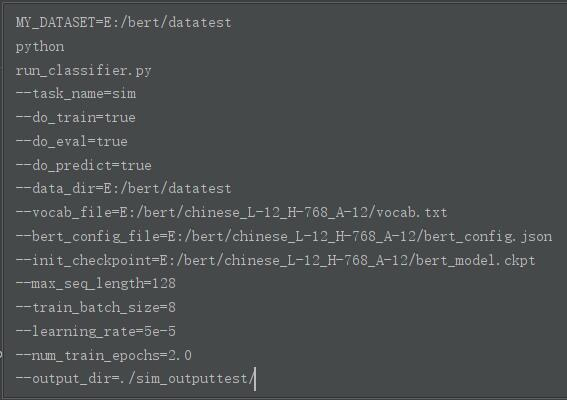 MY_DATASET=E:/bert/datatest
python
run_classifier.py
--task_name=sim
--do_train=true
--do_eval=true
--do_predict=true
--data_dir=E:/bert/datatest
--vocab_file=E:/bert/chinese_L-12_H-768_A-12/vocab.txt
--bert_config_file=E:/bert/chinese_L-12_H-768_A-12/bert_config.json
--init_checkpoint=E:/bert/chinese_L-12_H-768_A-12/bert_model.ckpt
--max_seq_length=128
--train_batch_size=8
--learning_rate=5e-5
--num_train_epochs=2.0
--output_dir=./sim_outputtest/